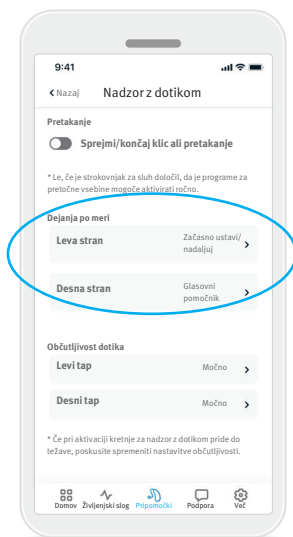 9:41
Nazaj Nadzor z dotikom
Pretakanje
Sprejmi/končaj klic ali pretakanje
* Le, če je strokovnjak za sluh določil, da je programe za
pretočne vsebine mogoče aktivirati ročno.
Dejanja po meri
Leva stran Začasno ustavi/
nadaljuj
Desna stran Glasovni
pomočnik
Občutljivost dotika
Levi tap Močno
Desni tap Močno
* Če pri aktivaciji kretnje za nadzor z dotikom pride do
težave, poskusite spremeniti nastavitve občutljivosti.
Domov Življenjski slog Pripomočki Podpora Več